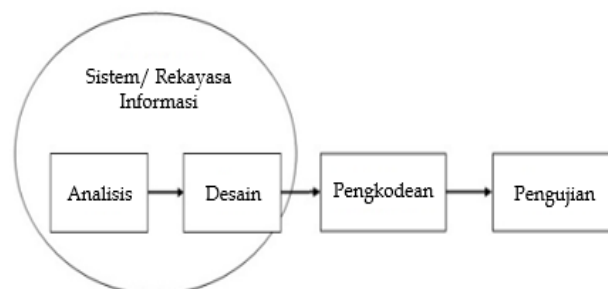 Sistem/ Rekayasa
Informasi
Analisis
Desain
Pengkodean
Pengujian